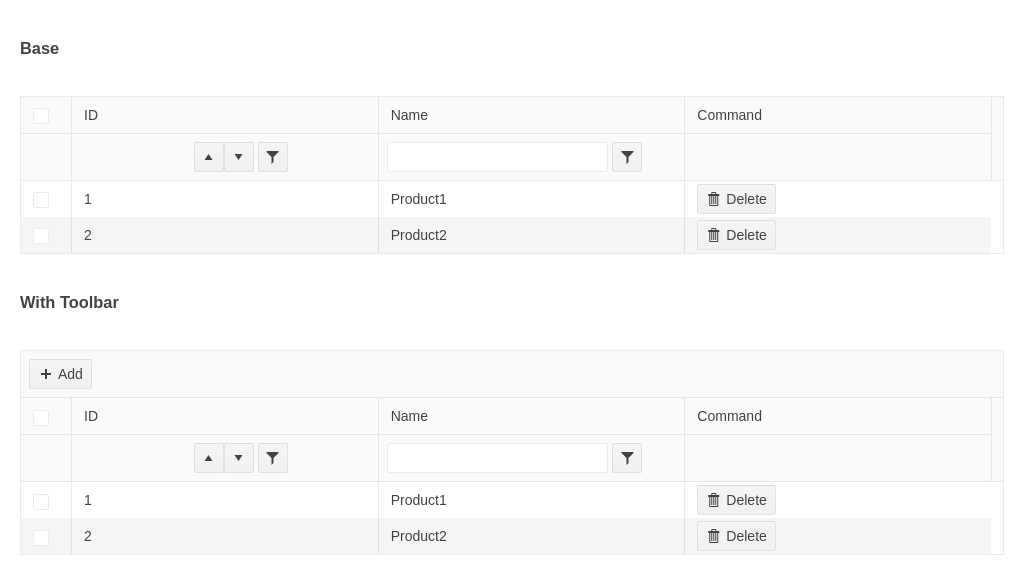 Base
ID Name Command
1 Product1 Delete
2 Product2 Delete
With Toolbar
Add
ID Name Command
1 Product1 Delete
2 Product2 Delete